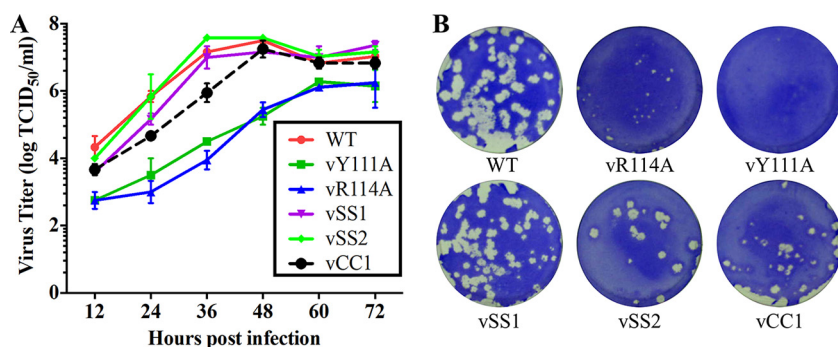 A
Virus Titer (log TCID50/ml)
8
6
4
2
0
12 24 36 48 60 72
Hours post infection
WT
vY111A
vR114A
vSS1
vSS2
vCC1
B
WT vR114A vY111A
vSS1 vSS2 vCC1